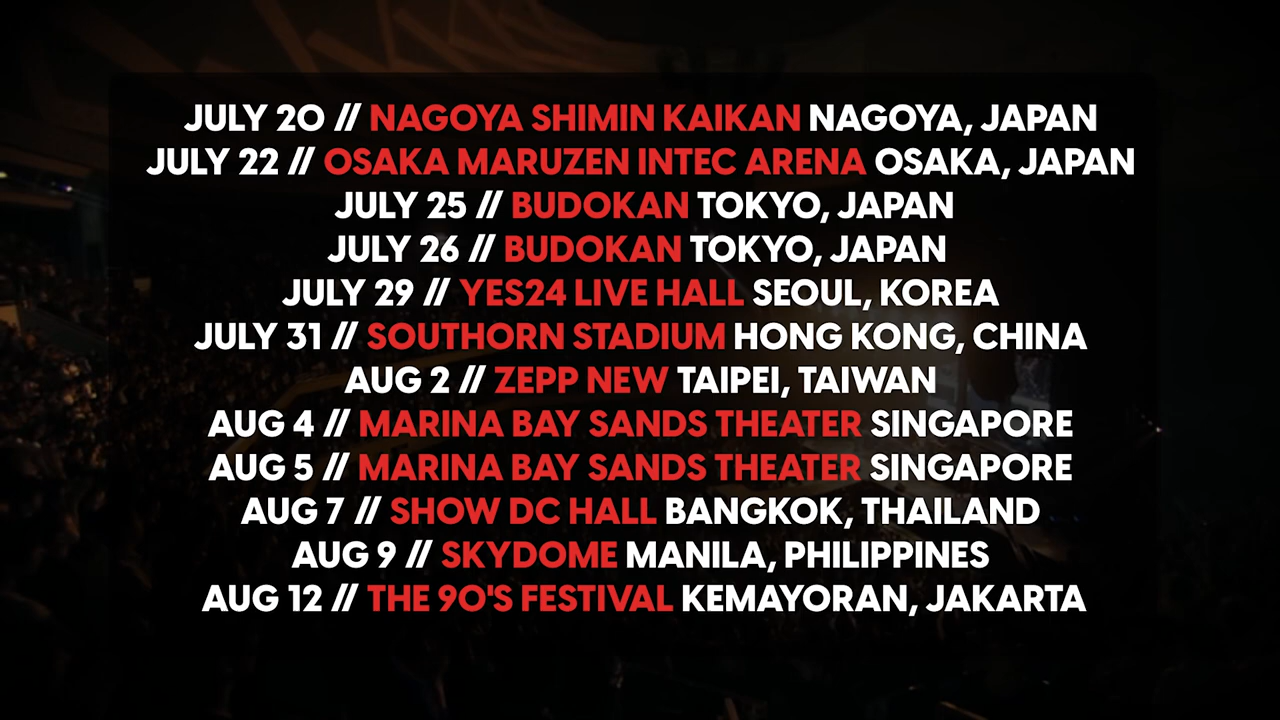 JULY 20 // NAGOYA SHIMIN KAIKAN NAGOYA, JAPAN
JULY 22 // OSAKA MARUZEN INTEC ARENA OSAKA, JAPAN
JULY 25 // BUDOKAN TOKYO, JAPAN
JULY 26 // BUDOKAN TOKYO, JAPAN
JULY 29 // YES24 LIVE HALL SEOUL, KOREA
JULY 31 // SOUTHORN STADIUM HONG KONG, CHINA
AUG 2 // ZEPP NEW TAIPEI, TAIWAN
AUG 4 // MARINA BAY SANDS THEATER SINGAPORE
AUG 5 // MARINA BAY SANDS THEATER SINGAPORE
AUG 7 // SHOW DC HALL BANGKOK, THAILAND
AUG 9 // SKYDOME MANILA, PHILIPPINES
AUG 12 // THE 90'S FESTIVAL KEMAYORAN, JAKARTA